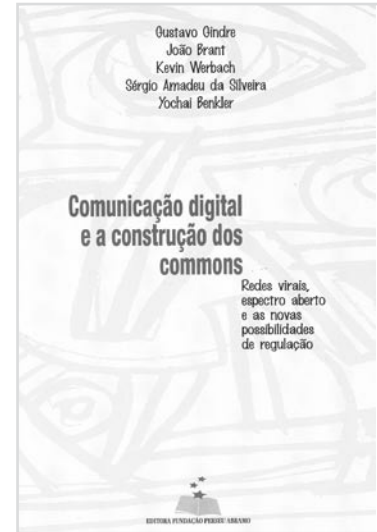 Gustavo Gindre
João Brant
Kevin Werbach
Sérgio Amadeu da Silveira
Yochai Benkler
Comunicação digital
e a construção dos
commons
Redes virais,
espectro aberto
e as novas
possibilidades
de regulação
EDITORA FUNDAÇÃO PERSEU ABRAMO